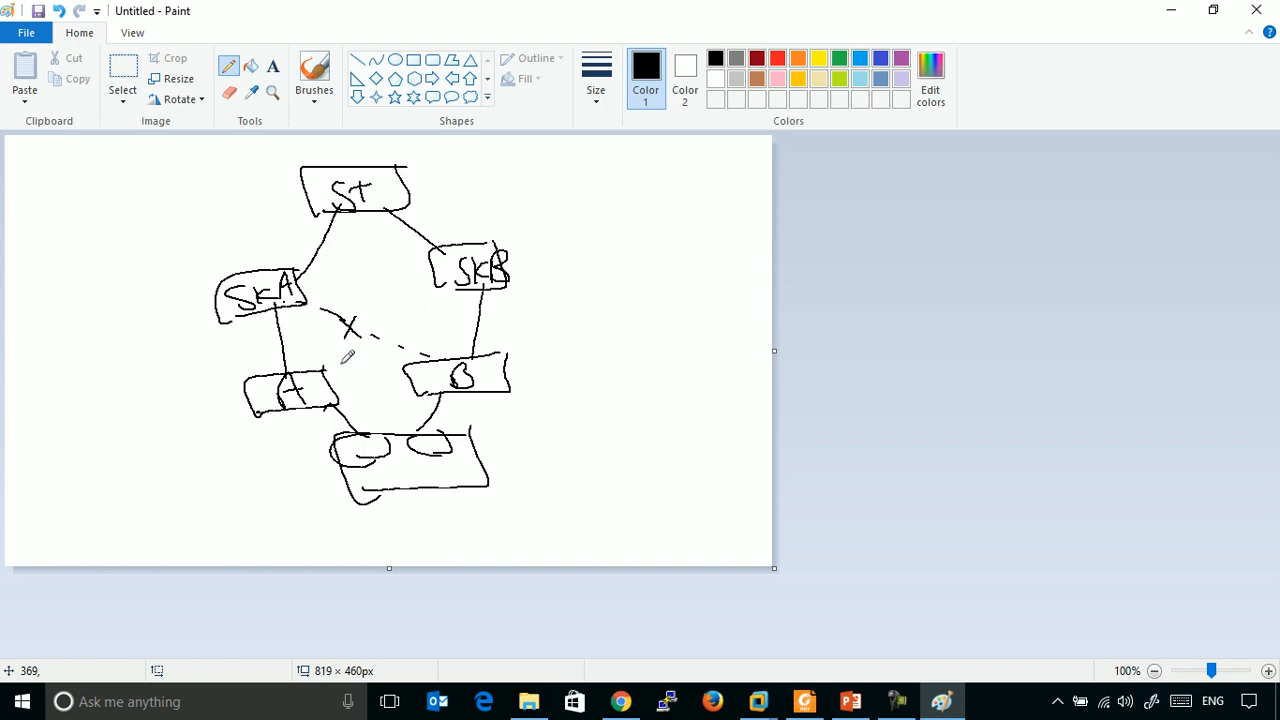 Untitled - Paint
File
Home
View
Paste
Cut
Copy
Clipboard
Select
Crop
Resize
Rotate
Image
A
Tools
Brushes
Shapes
Outline
Fill
Size
Color 1
Color 2
Edit colors
Colors
ST
SKA
SKB
X
A
B
369,
819 × 460px
100%
Ask me anything
ENG